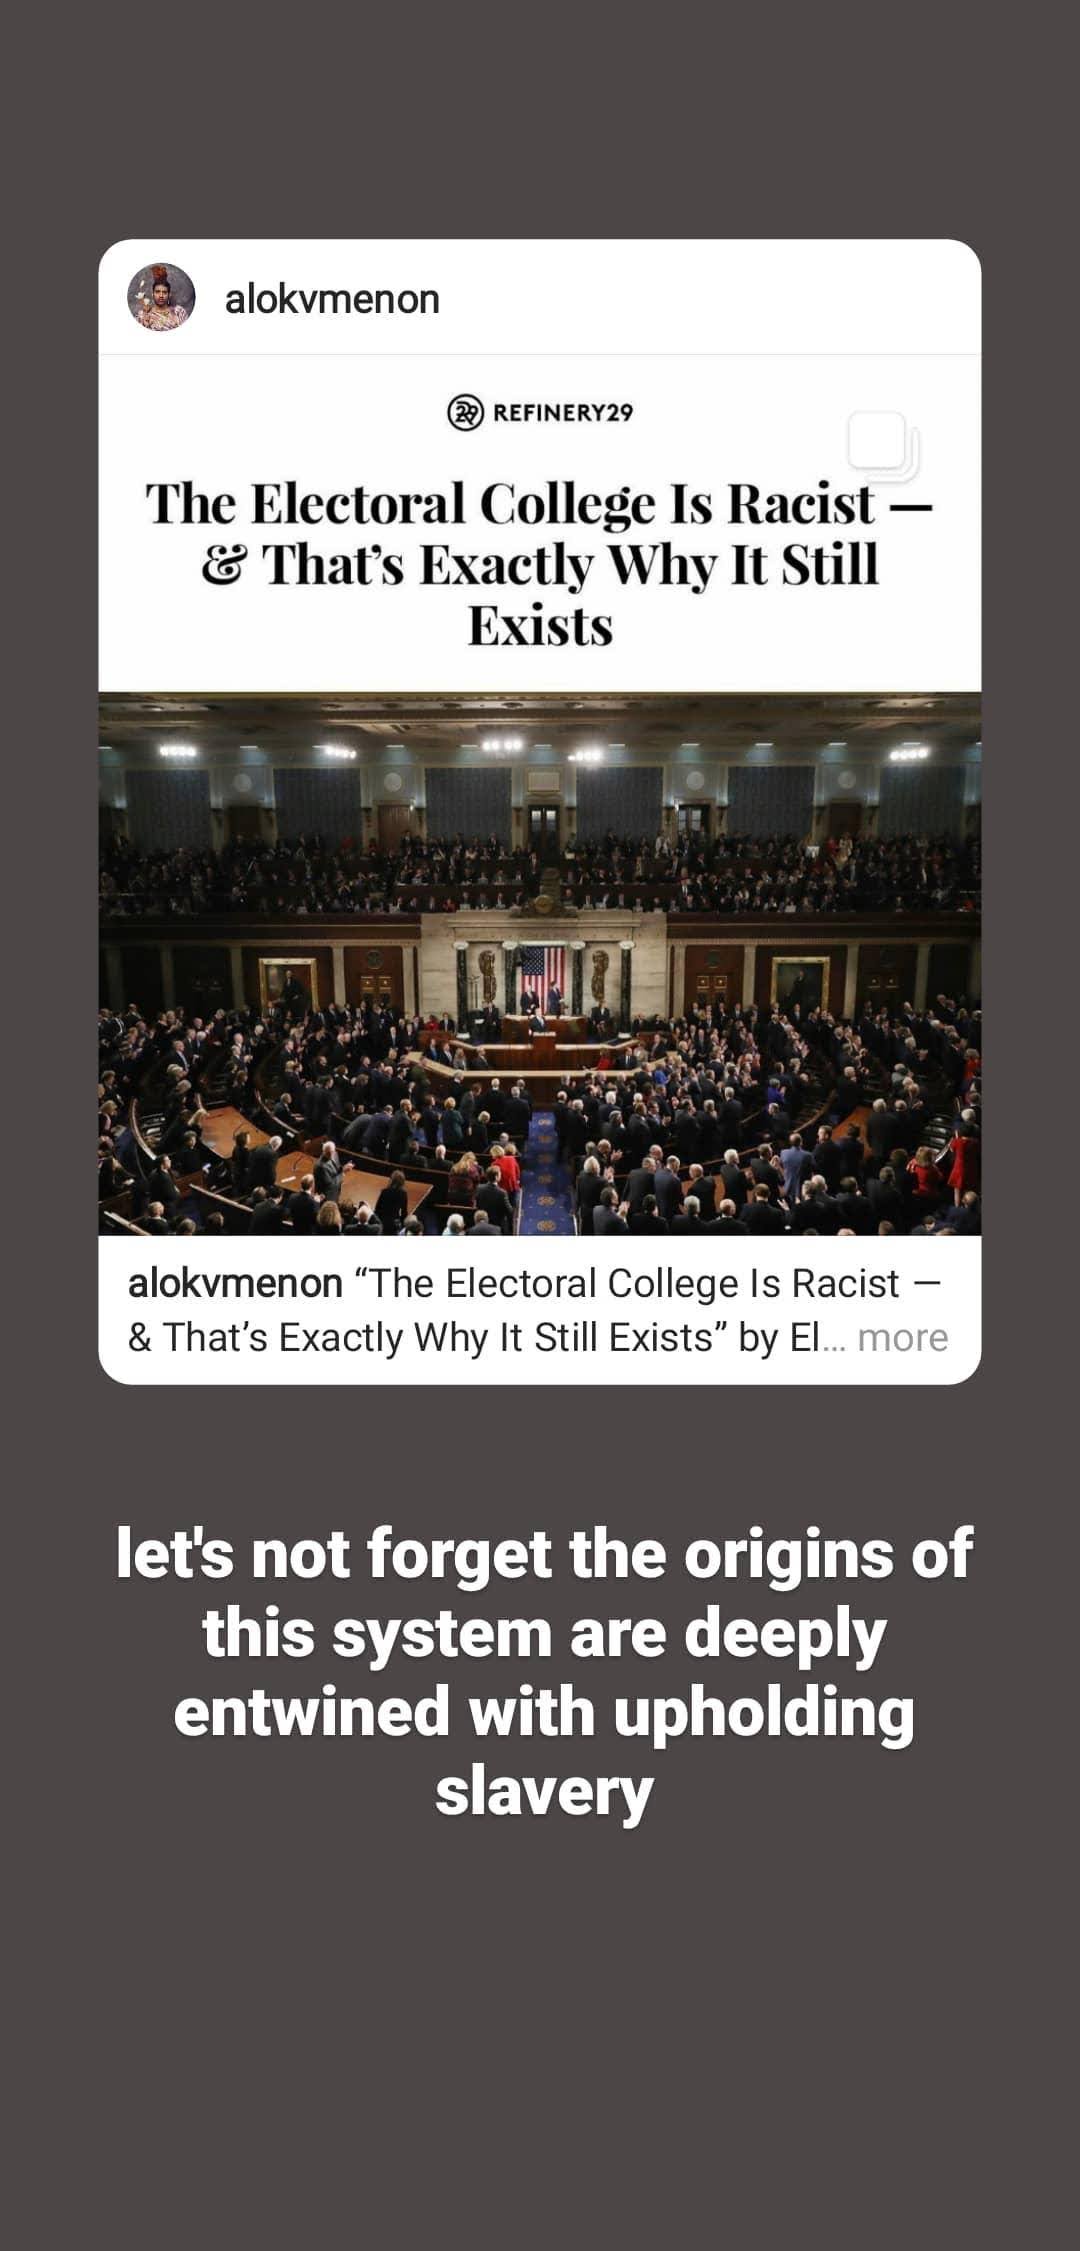 alokvmenon
29 REFINERY29
The Electoral College Is Racist —
& That’s Exactly Why It Still
Exists
alokvmenon “The Electoral College Is Racist —
& That’s Exactly Why It Still Exists” by El... more
let's not forget the origins of
this system are deeply
entwined with upholding
slavery